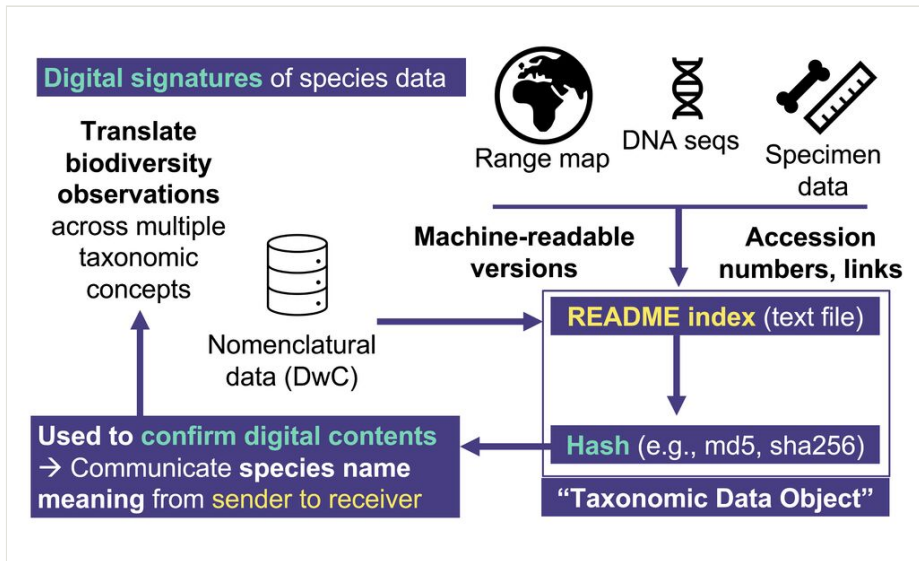 Digital signatures of species data
Translate
biodiversity
observations
across multiple
taxonomic
concepts
Range map
DNA seqs
Specimen
data
Machine-readable
versions
Accession
numbers, links
Nomenclatural
data (DwC)
README index (text file)
Hash (e.g., md5, sha256)
“Taxonomic Data Object”
Used to confirm digital contents
→ Communicate species name
meaning from sender to receiver